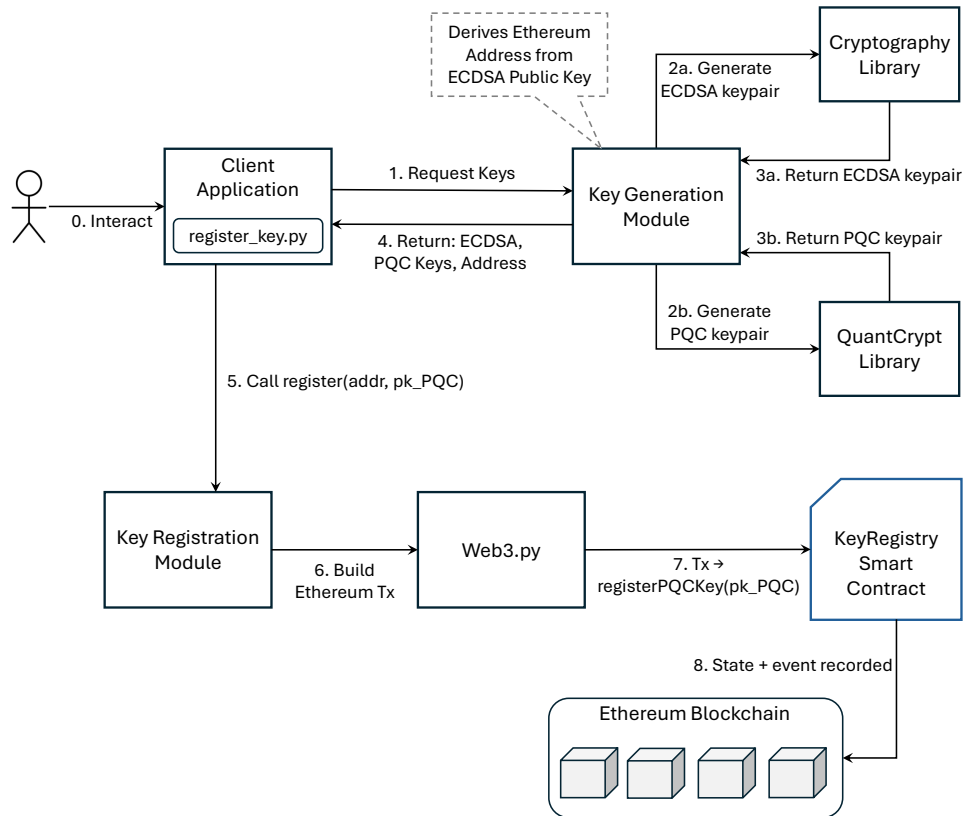 Derives Ethereum
Address from
ECDSA Public Key
Cryptography
Library
2a. Generate
ECDSA keypair
3a. Return ECDSA keypair
Client
Application
register_key.py
0. Interact
1. Request Keys
4. Return: ECDSA,
PQC Keys, Address
Key Generation
Module
3b. Return PQC keypair
2b. Generate
PQC keypair
QuantCrypt
Library
5. Call register(addr, pk_PQC)
Key Registration
Module
6. Build
Ethereum Tx
Web3.py
7. Tx →
registerPQCKey(pk_PQC)
KeyRegistry
Smart
Contract
8. State + event recorded
Ethereum Blockchain